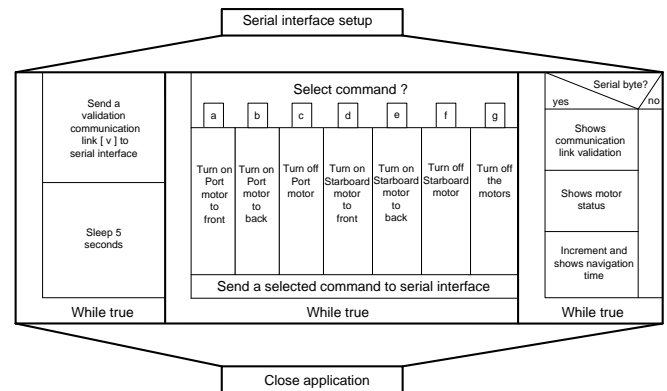 Serial interface setup
Send a
validation
communication
link [ v ] to
serial interface
Sleep 5
seconds
While true
Select command ?
a
b
c
d
e
f
g
Turn on
Port
motor
to
front
Turn on
Port
motor
to
back
Turn off
Port
motor
Turn on
Starboard
motor
to
front
Turn on
Starboard
motor
to
back
Turn off
Starboard
motor
Turn off
the
motors
Send a selected command to serial interface
While true
Serial byte?
yes
no
Shows
communication
link validation
Shows motor
status
Increment and
shows navigation
time
While true
Close application